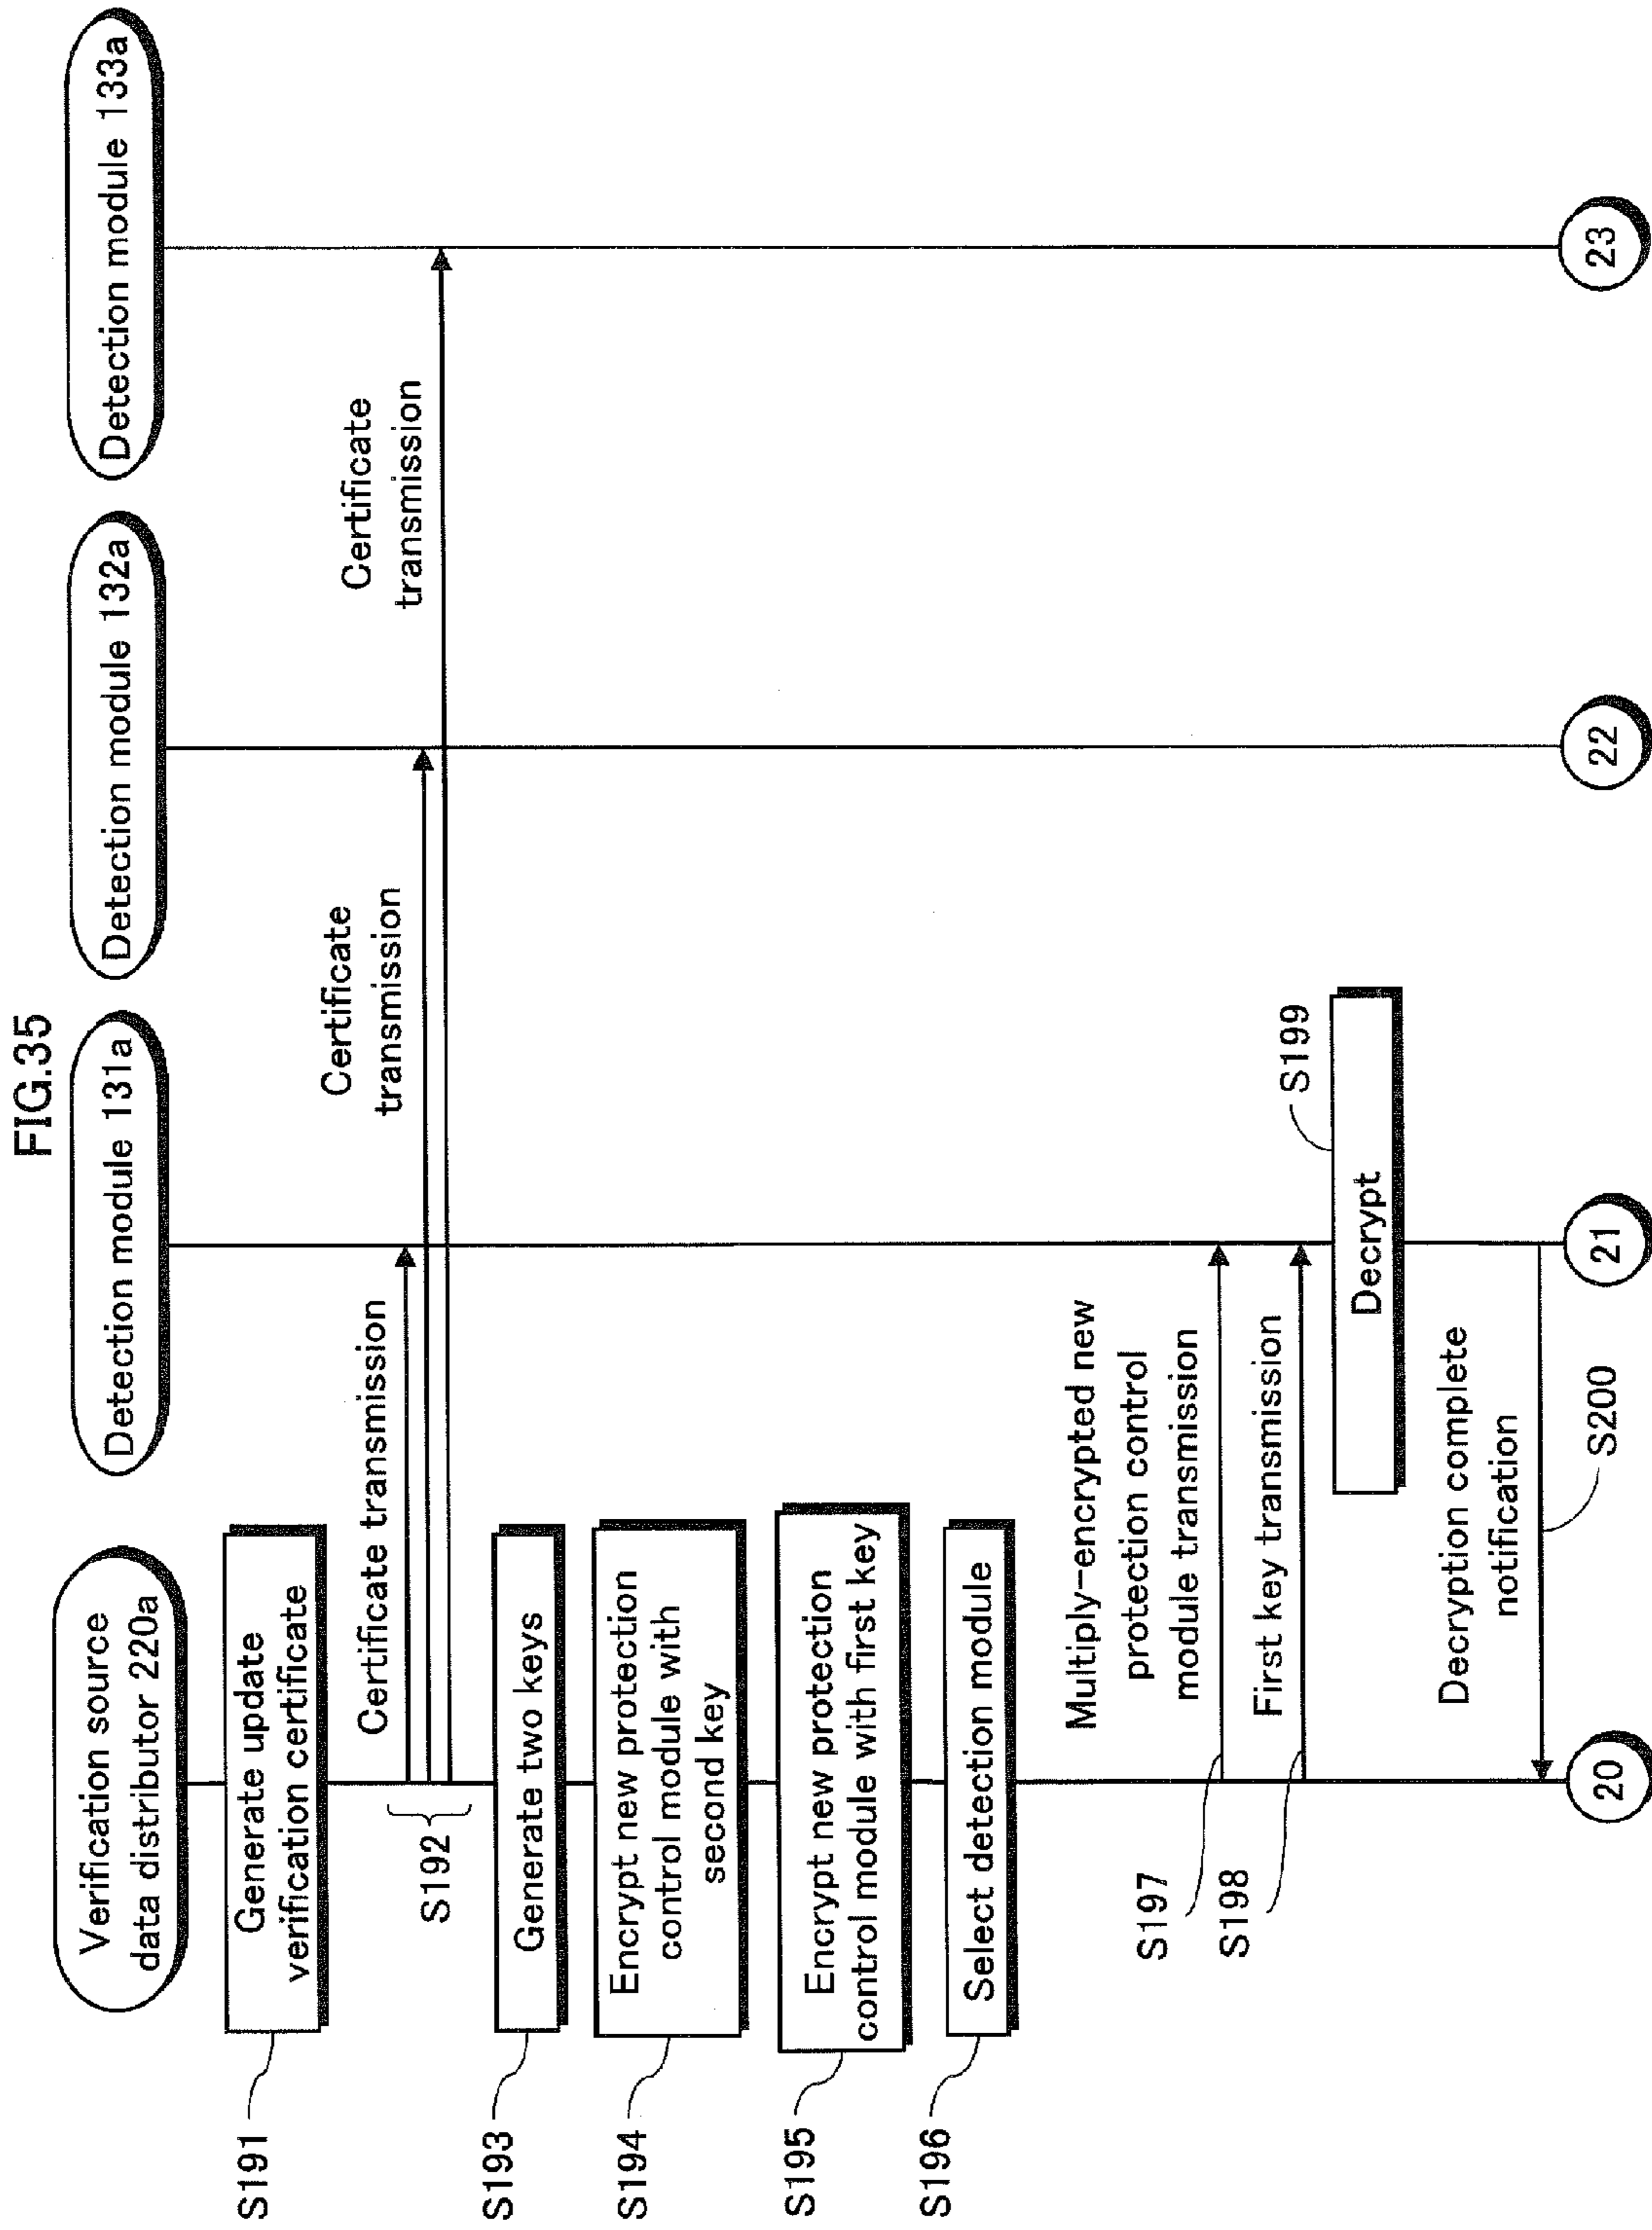 FIG.35
Verification source
data distributor 220a
Detection module 131a
Detection module 132a
Detection module 133a
S191
Generate update
verification certificate
Certificate transmission
Certificate
transmission
Certificate
transmission
S192
S193
Generate two keys
S194
Encrypt new protection
control module with
second key
S195
Encrypt new protection
control module with first key
S196
Select detection module
Multiply-encrypted new
protection control
module transmission
S197
First key transmission
S198
S199
Decrypt
Decryption complete
notification
S200
20
21
22
23